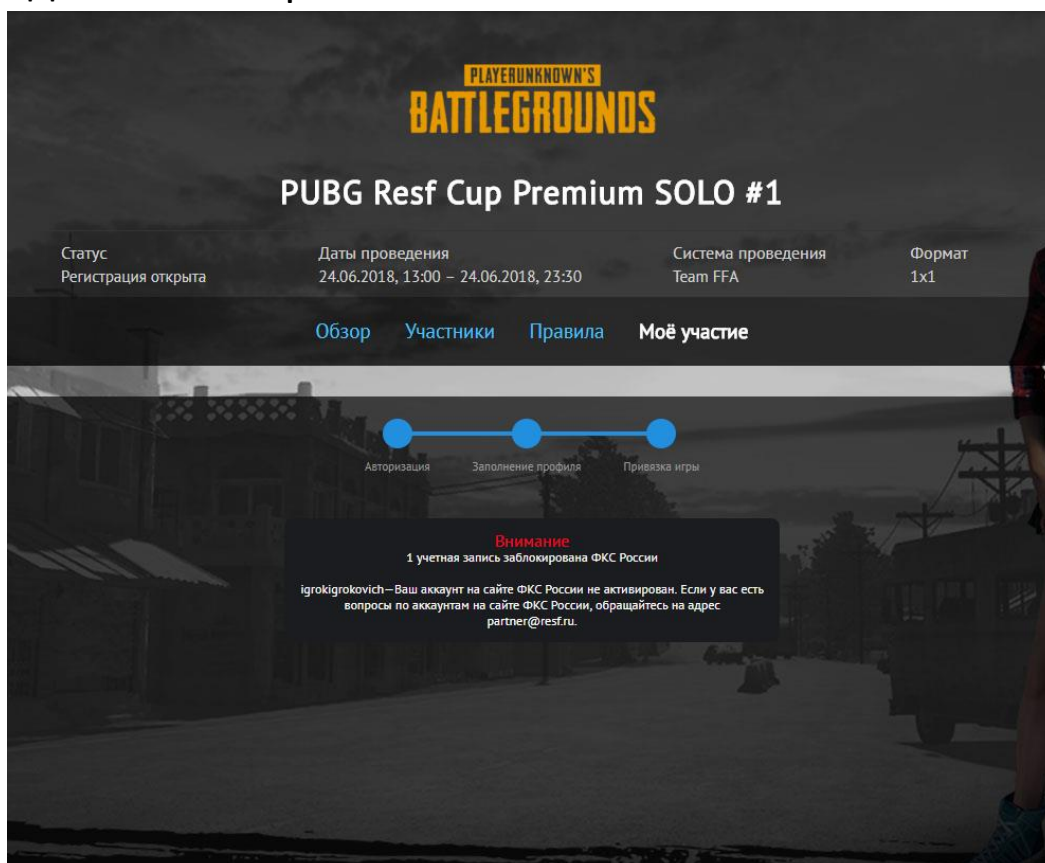 PLAYERUNKNOWN'S
BATTLEGROUNDS
PUBG Resf Cup Premium SOLO #1
Статус
Регистрация открыта
Даты проведения
24.06.2018, 13:00 – 24.06.2018, 23:30
Система проведения
Team FFA
Формат
1x1
Обзор Участники Правила Моё участие
Авторизация Заполнение профиля Привязка игры
Внимание
1 учетная запись заблокирована ФКС России
igrokigrokovich—Ваш аккаунт на сайте ФКС России не активирован. Если у вас есть
вопросы по аккаунтам на сайте ФКС России, обращайтесь на адрес
partner@resf.ru.